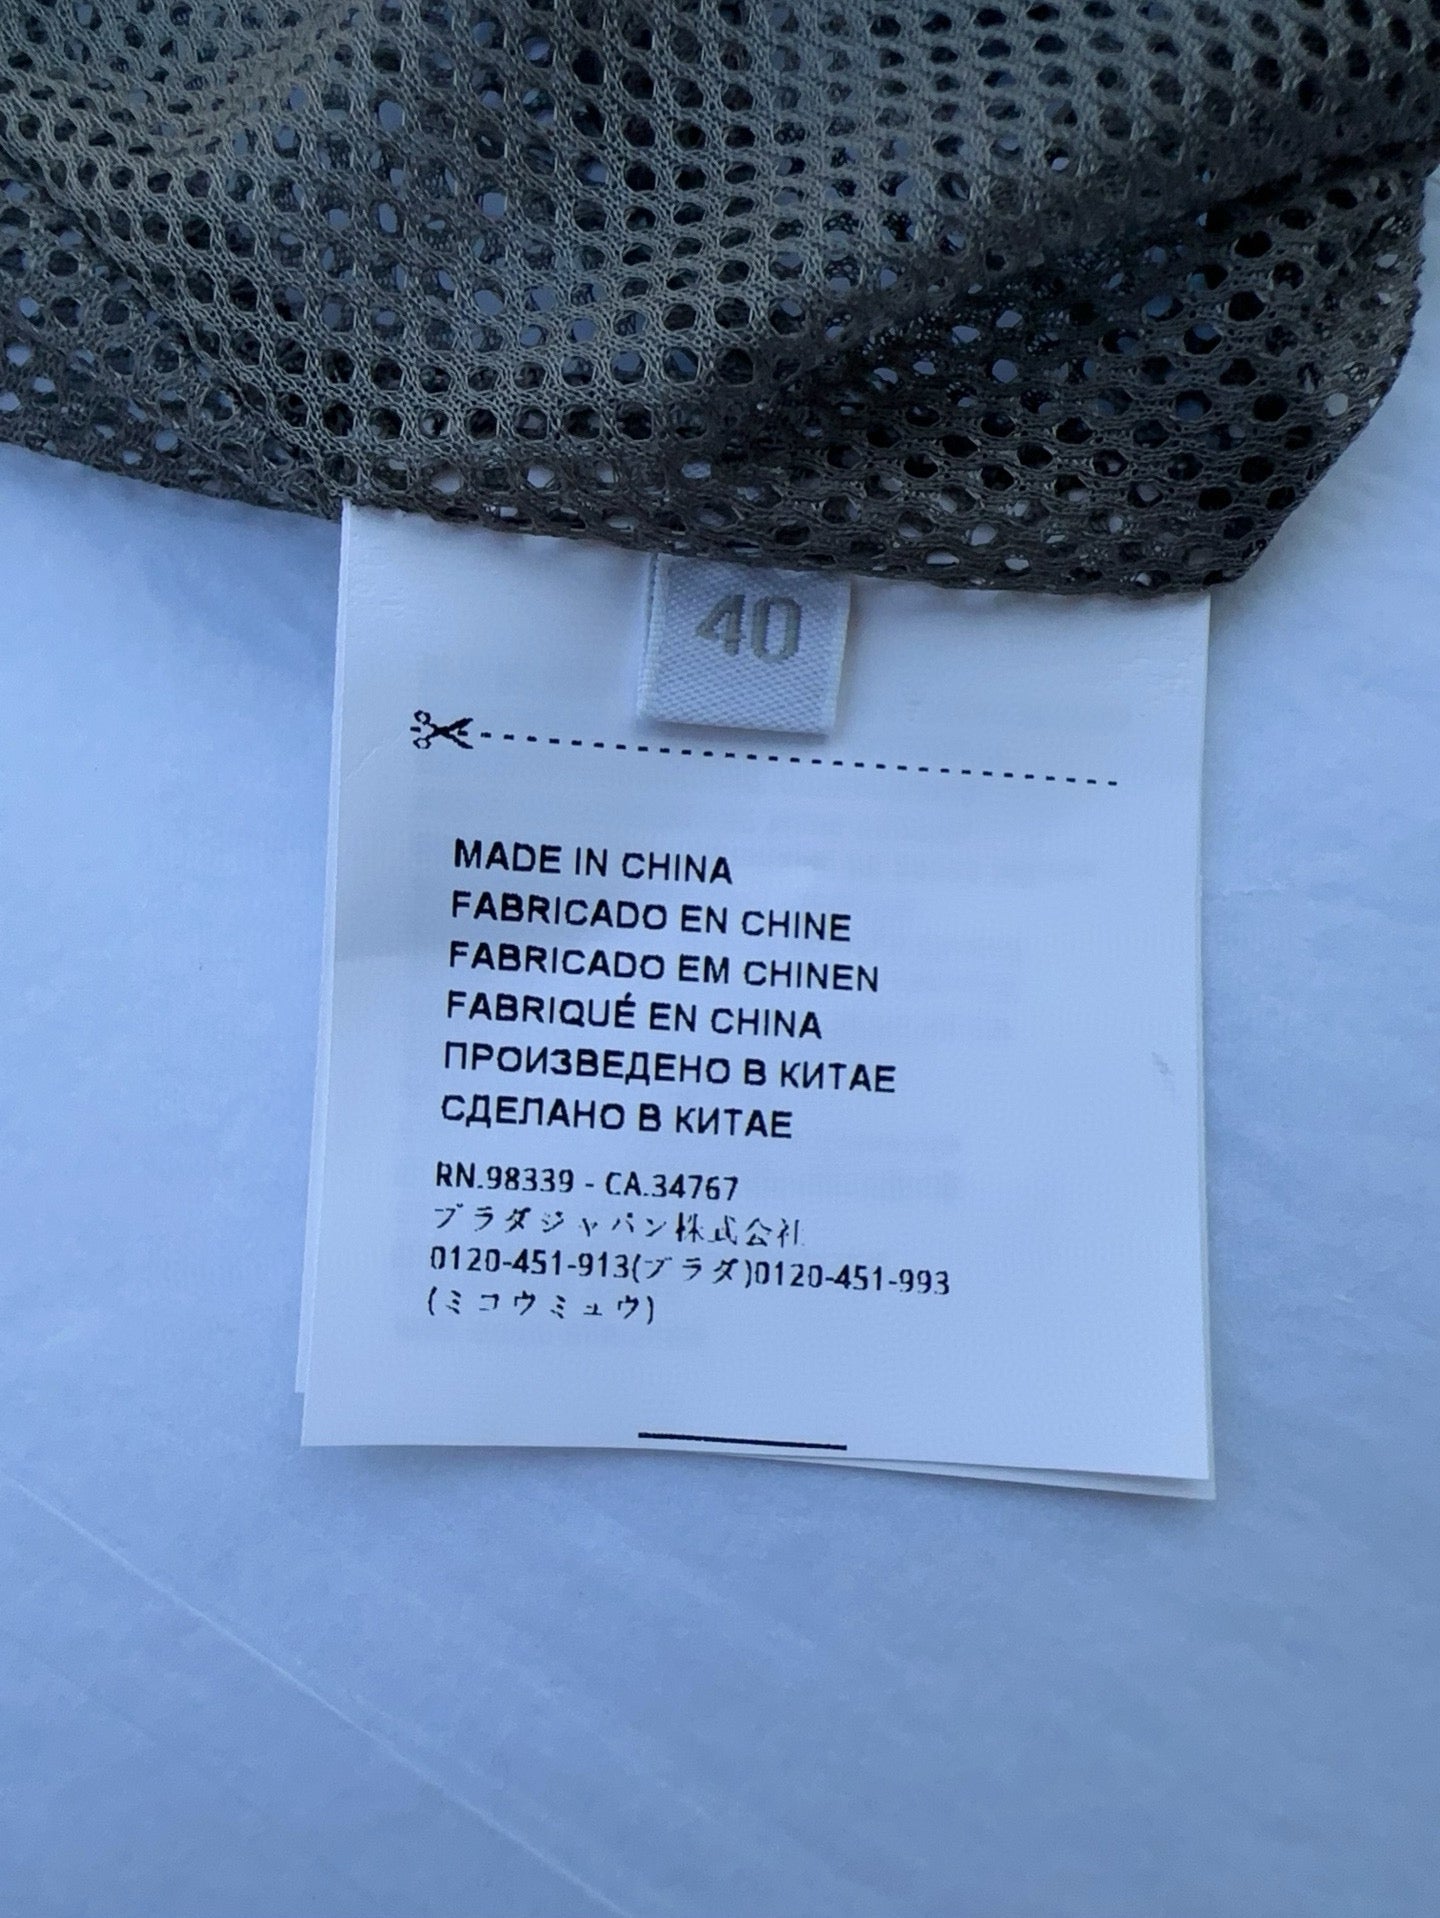 40
MADE IN CHINA
FABRICADO EN CHINE
FABRICADO EM CHINEN
FABRIQUÉ EN CHINA
ПРОИЗВЕДЕНО В КИТАЕ
СДЕЛАНО В КИТАЕ
RN.98339 - CA.34767
プラダジャパン株式会社
0120-451-913(プラダ)0120-451-993
(ミュウミュウ)